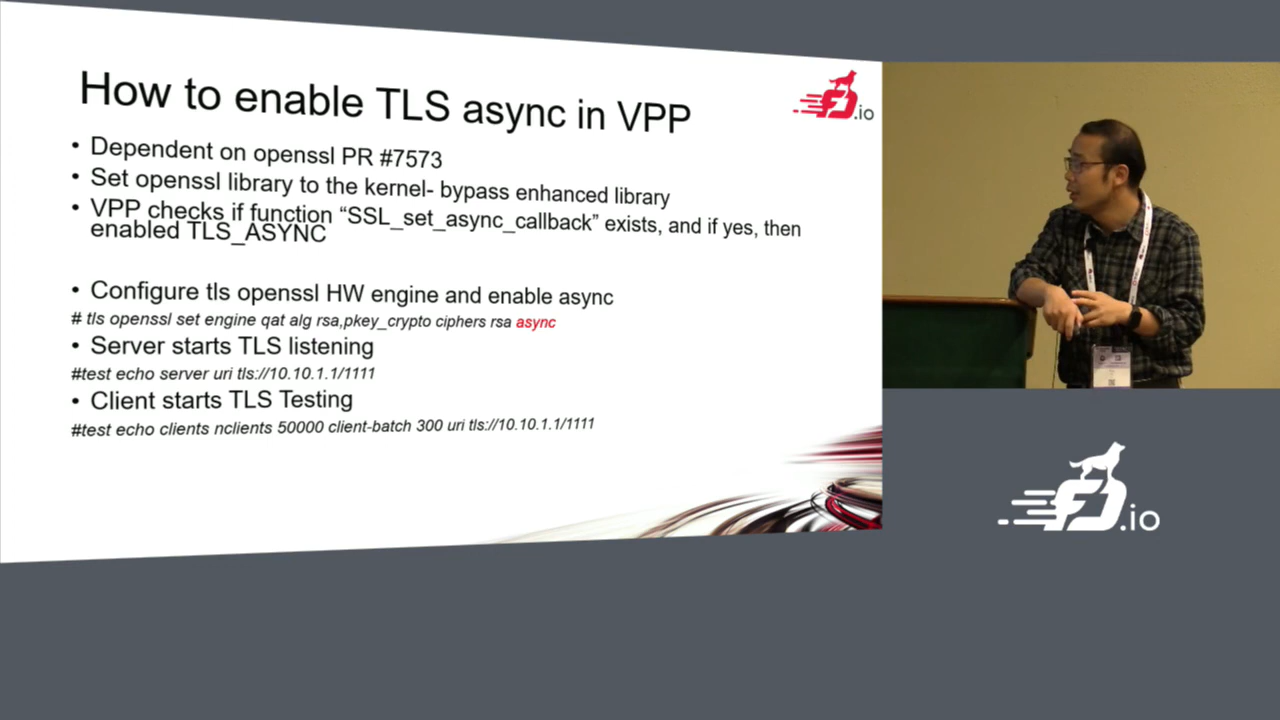 How to enable TLS async in VPP
FD.io
• Dependent on openssl PR #7573
• Set openssl library to the kernel- bypass enhanced library
• VPP checks if function “SSL_set_async_callback” exists, and if yes, then
enabled TLS_ASYNC
• Configure tls openssl HW engine and enable async
# tls openssl set engine qat alg rsa,pkey_crypto ciphers rsa async
• Server starts TLS listening
#test echo server uri tls://10.10.1.1/1111
• Client starts TLS Testing
#test echo clients nclients 50000 client-batch 300 uri tls://10.10.1.1/1111
FD.io